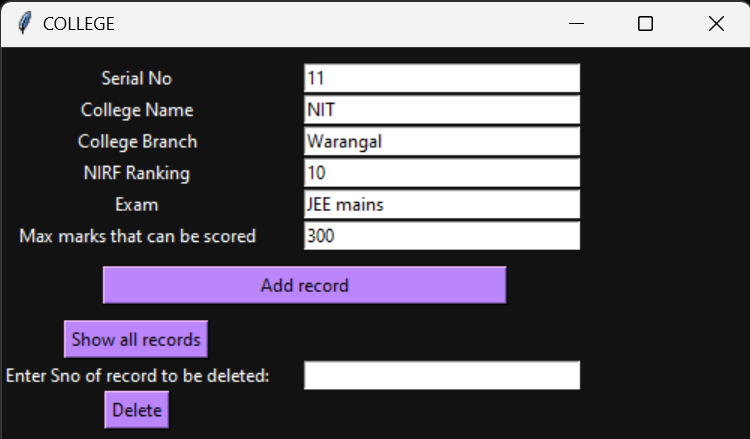 COLLEGE
Serial No 11
College Name NIT
College Branch Warangal
NIRF Ranking 10
Exam JEE mains
Max marks that can be scored 300
Add record
Show all records
Enter Sno of record to be deleted:
Delete